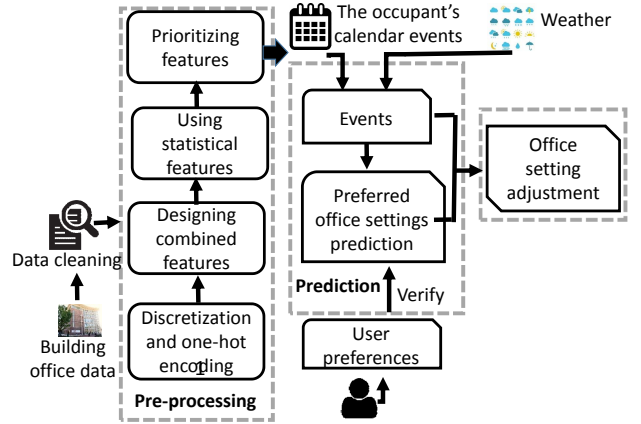 Prioritizing
features
Using
statistical
features
Designing
combined
features
Discretization
and one-hot
encoding
1
Pre-processing
Data cleaning
Building
office data
The occupant's
calendar events
Weather
Events
Preferred
office settings
prediction
Prediction
Verify
User
preferences
Office
setting
adjustment